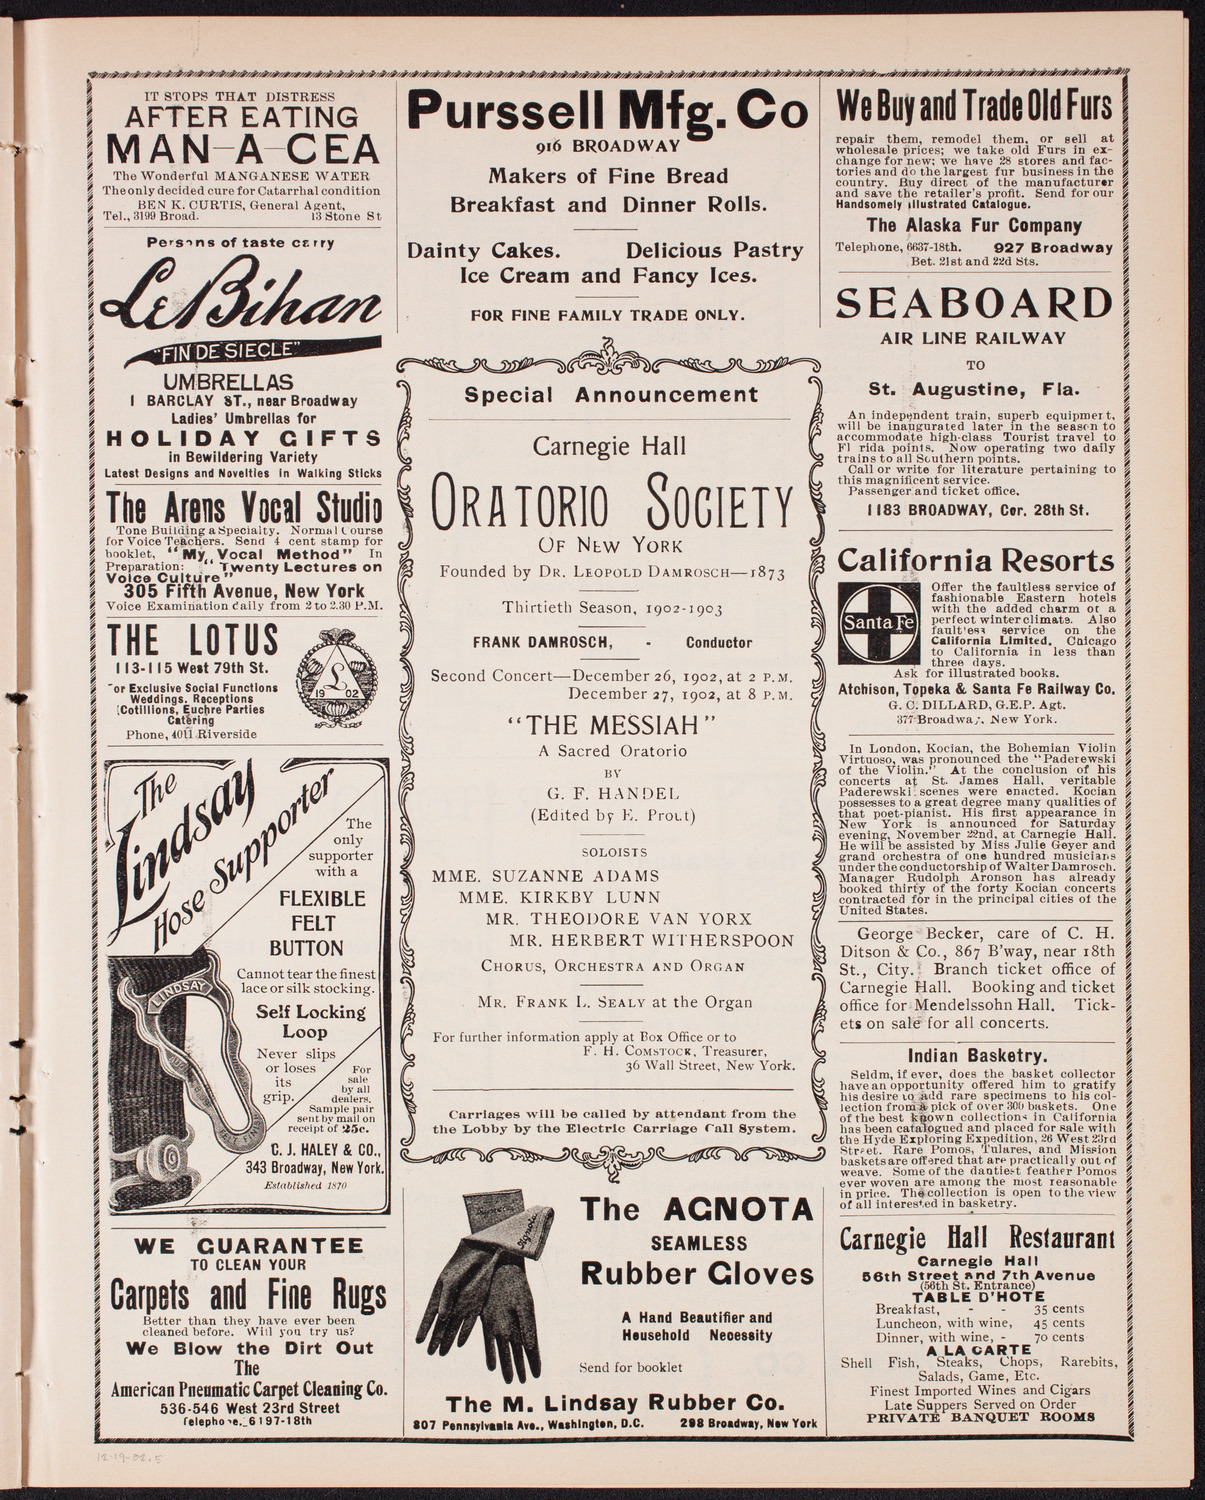 IT STOPS THAT DISTRESS
AFTER EATING
MAN-A-CEA
The Wonderful MANGANESE WATER
The only decided cure for Catarrhal condition
BEN K. CURTIS, General Agent,
Tel., 3199 Broad. 13 Stone St
Persons of taste carry
Le Bihan
"FIN DE SIECLE"
UMBRELLAS
1 BARCLAY ST., near Broadway
Ladies' Umbrellas for
HOLIDAY GIFTS
in Bewildering Variety
Latest Designs and Novelties in Walking Sticks
The Arens Vocal Studio
Tone Building a Specialty. Normal Course
for Voice Teachers. Send 4 cent stamp for
booklet, "My Vocal Method" In
Preparation: "Twenty Lectures on
Voice Culture"
305 Fifth Avenue, New York
Voice Examination daily from 2 to 2.30 P.M.
THE LOTUS
113-115 West 79th St.
For Exclusive Social Functions
Weddings, Receptions
Cotillions, Euchre Parties
Catering
Phone, 4011 Riverside
L
1902
The
Lindsay
Hose Supporter
The
only
supporter
with a
FLEXIBLE
FELT
BUTTON
Cannot tear the finest
lace or silk stocking.
Self Locking
Loop
Never slips
or loses
its
grip.
For
sale
by all
dealers.
Sample pair
sent by mail on
receipt of 25c.
C. J. HALEY & CO.,
343 Broadway, New York.
Established 1870
LINDSAY
WE GUARANTEE
TO CLEAN YOUR
Carpets and Fine Rugs
Better than they have ever been
cleaned before. Will you try us?
We Blow the Dirt Out
The
American Pneumatic Carpet Cleaning Co.
536-546 West 23rd Street
Telephone, 6197-18th
Purssell Mfg. Co
916 BROADWAY
Makers of Fine Bread
Breakfast and Dinner Rolls.
Dainty Cakes. Delicious Pastry
Ice Cream and Fancy Ices.
FOR FINE FAMILY TRADE ONLY.
Special Announcement
Carnegie Hall
ORATORIO SOCIETY
OF NEW YORK
Founded by DR. LEOPOLD DAMROSCH—1873
Thirtieth Season, 1902-1903
FRANK DAMROSCH, - Conductor
Second Concert—December 26, 1902, at 2 P.M.
December 27, 1902, at 8 P.M.
"THE MESSIAH"
A Sacred Oratorio
BY
G. F. HANDEL
(Edited by E. Prout)
SOLOISTS
MME. SUZANNE ADAMS
MME. KIRKBY LUNN
MR. THEODORE VAN YORX
MR. HERBERT WITHERSPOON
CHORUS, ORCHESTRA AND ORGAN
MR. FRANK L. SEALY at the Organ
For further information apply at Box Office or to
F. H. COMSTOCK, Treasurer,
36 Wall Street, New York.
Carriages will be called by attendant from the
the Lobby by the Electric Carriage Call System.
Agnota
The AGNOTA
SEAMLESS
Rubber Gloves
A Hand Beautifier and
Household Necessity
Send for booklet
The M. Lindsay Rubber Co.
807 Pennsylvania Ave., Washington, D.C. 298 Broadway, New York
We Buy and Trade Old Furs
repair them, remodel them, or sell at
wholesale prices; we take old Furs in ex-
change for new; we have 28 stores and fac-
tories and do the largest fur business in the
country. Buy direct of the manufacturer
and save the retailer's profit. Send for our
Handsomely illustrated Catalogue.
The Alaska Fur Company
Telephone, 6637-18th. 927 Broadway
Bet. 21st and 22d Sts.
SEABOARD
AIR LINE RAILWAY
TO
St. Augustine, Fla.
An independent train, superb equipment,
will be inaugurated later in the season to
accommodate high-class Tourist travel to
Fl rida points. Now operating two daily
trains to all Southern points.
Call or write for literature pertaining to
this magnificent service.
Passenger and ticket office,
1183 BROADWAY, Cor. 28th St.
California Resorts
Santa Fe
Offer the faultless service of
fashionable Eastern hotels
with the added charm of a
perfect winter climate. Also
faultless service on the
California Limited, Chicago
to California in less than
three days.
Ask for illustrated books.
Atchison, Topeka & Santa Fe Railway Co.
G. C. DILLARD, G.E.P. Agt.
377 Broadway, New York.
In London, Kocian, the Bohemian Violin
Virtuoso, was pronounced the "Paderewski
of the Violin." At the conclusion of his
concerts at St. James Hall, veritable
Paderewski scenes were enacted. Kocian
possesses to a great degree many qualities of
that poet-pianist. His first appearance in
New York is announced for Saturday
evening, November 22nd, at Carnegie Hall.
He will be assisted by Miss Julie Geyer and
grand orchestra of one hundred musicians
under the conductorship of Walter Damrosch.
Manager Rudolph Aronson has already
booked thirty of the forty Kocian concerts
contracted for in the principal cities of the
United States.
George Becker, care of C. H.
Ditson & Co., 867 B'way, near 18th
St., City. Branch ticket office of
Carnegie Hall. Booking and ticket
office for Mendelssohn Hall. Tick-
ets on sale for all concerts.
Indian Basketry.
Seldm, if ever, does the basket collector
have an opportunity offered him to gratify
his desire to add rare specimens to his col-
lection from a pick of over 300 baskets. One
of the best known collections in California
has been catalogued and placed for sale with
the Hyde Exploring Expedition, 26 West 23rd
Street. Rare Pomos, Tulares, and Mission
baskets are offered that are practically out of
weave. Some of the dantiest feather Pomos
ever woven are among the most reasonable
in price. The collection is open to the view
of all interested in basketry.
Carnegie Hall Restaurant
Carnegie Hall
56th Street and 7th Avenue
(56th St. Entrance)
TABLE D'HOTE
Breakfast, - - 35 cents
Luncheon, with wine, 45 cents
Dinner, with wine, - 70 cents
A LA CARTE
Shell Fish, Steaks, Chops, Rarebits,
Salads, Game, Etc.
Finest Imported Wines and Cigars
Late Suppers Served on Order
PRIVATE BANQUET ROOMS
12-19-02.5